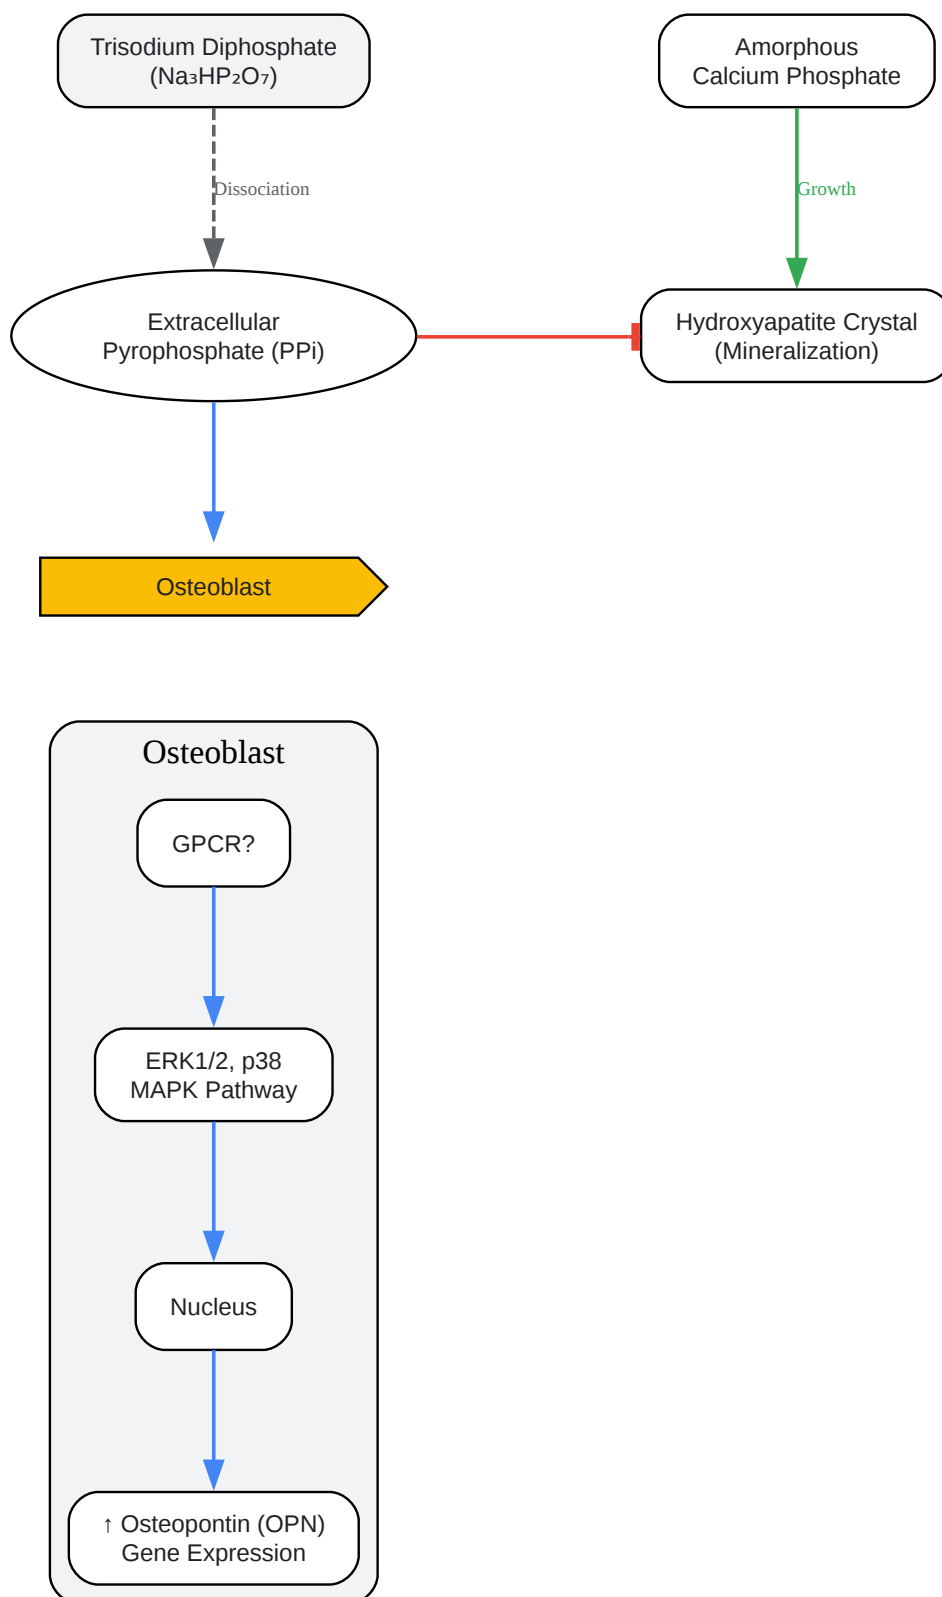 Trisodium Diphosphate
(Na₃HP₂O₇)
Amorphous
Calcium Phosphate
Dissociation
Growth
Extracellular
Pyrophosphate (PPi)
Hydroxyapatite Crystal
(Mineralization)
Osteoblast
Osteoblast
GPCR?
ERK1/2, p38
MAPK Pathway
Nucleus
↑ Osteopontin (OPN)
Gene Expression